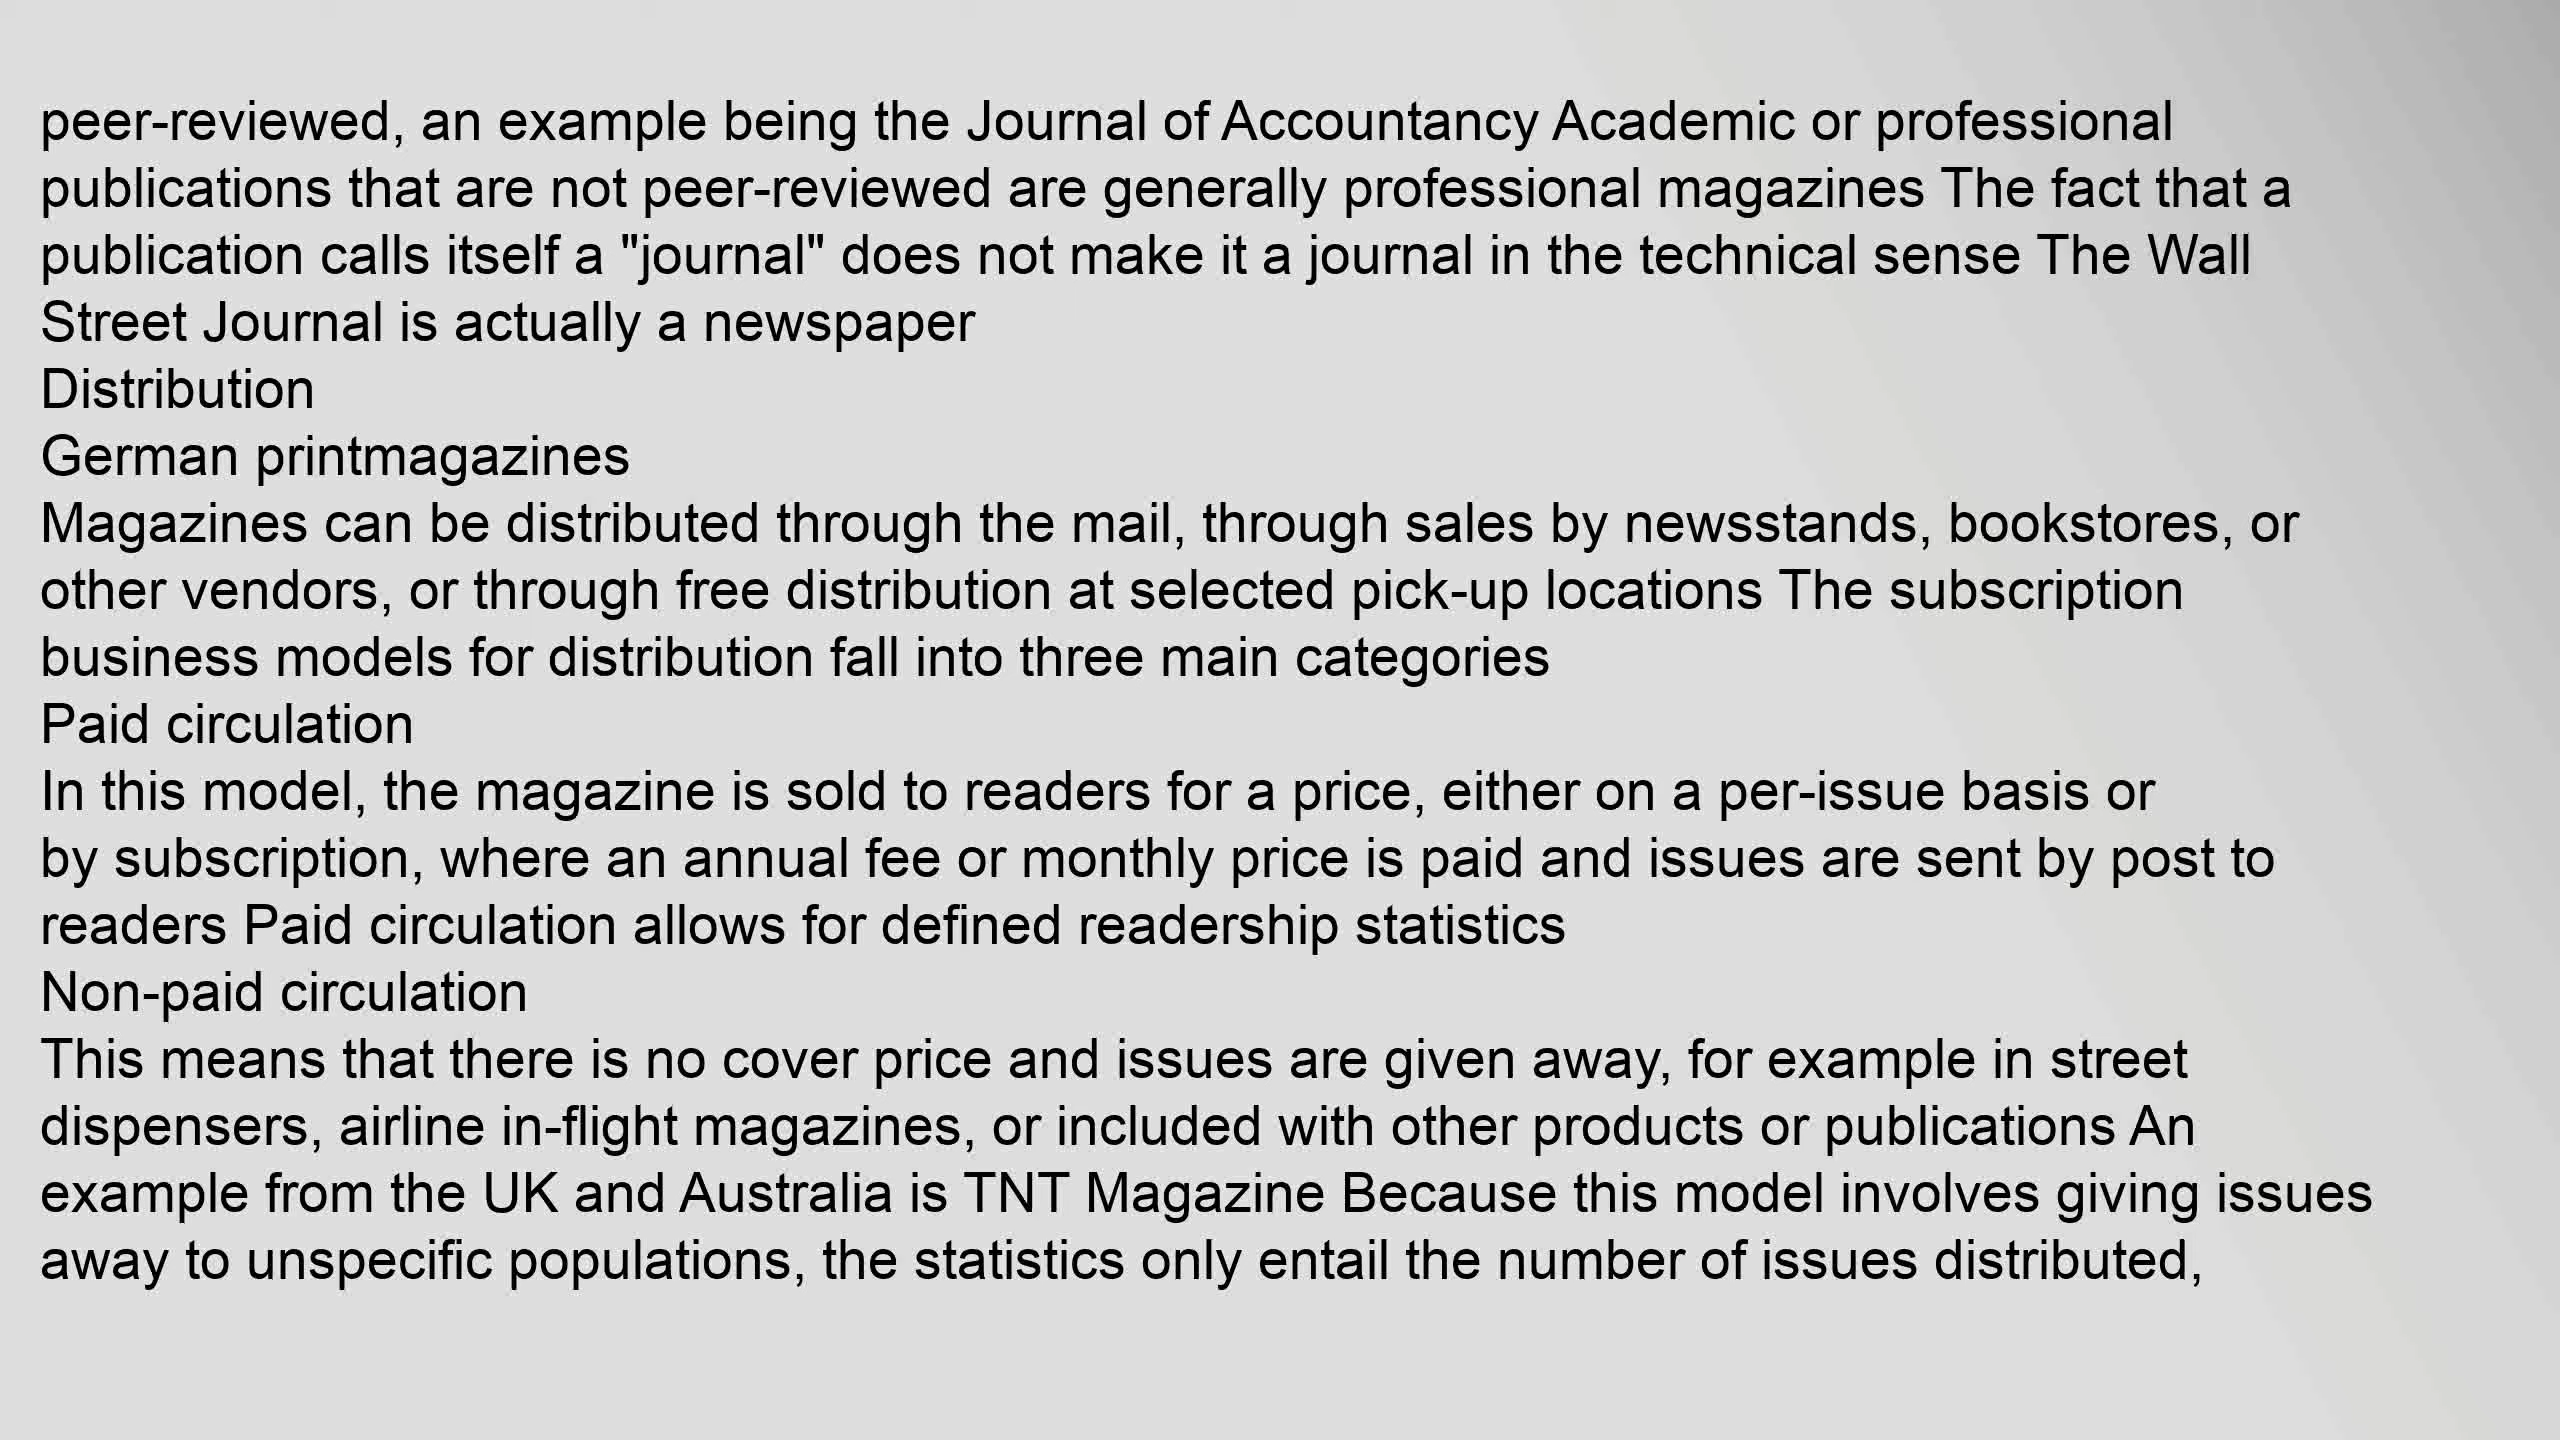 peer-reviewed, an example being the Journal of Accountancy Academic or professional
publications that are not peer-reviewed are generally professional magazines The fact that a
publication calls itself a "journal" does not make it a journal in the technical sense The Wall
Street Journal is actually a newspaper
Distribution
German printmagazines
Magazines can be distributed through the mail, through sales by newsstands, bookstores, or
other vendors, or through free distribution at selected pick-up locations The subscription
business models for distribution fall into three main categories
Paid circulation
In this model, the magazine is sold to readers for a price, either on a per-issue basis or
by subscription, where an annual fee or monthly price is paid and issues are sent by post to
readers Paid circulation allows for defined readership statistics
Non-paid circulation
This means that there is no cover price and issues are given away, for example in street
dispensers, airline in-flight magazines, or included with other products or publications An
example from the UK and Australia is TNT Magazine Because this model involves giving issues
away to unspecific populations, the statistics only entail the number of issues distributed,